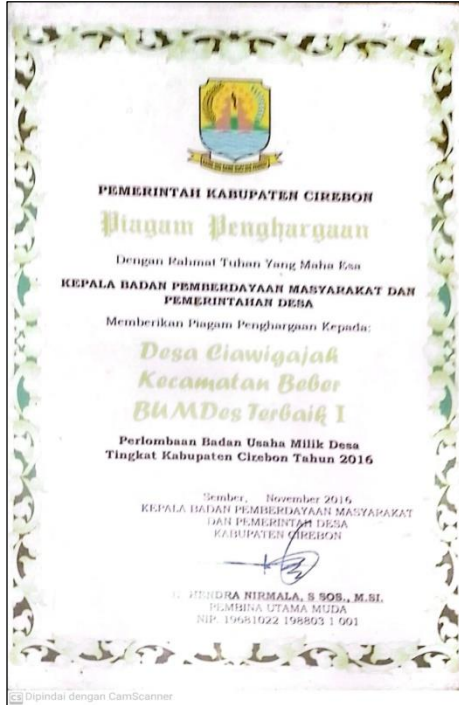 PEMERINTAH KABUPATEN CIREBON
Piagam Penghargaan
Dengan Rahmat Tuhan Yang Maha Esa
KEPALA BADAN PEMBERDAYAAN MASYARAKAT DAN
PEMERINTAHAN DESA
Memberikan Piagam Penghargaan Kepada:
Desa Ciawigajah
Kecamatan Beber
BUMDes Terbaik I
Perlombaan Badan Usaha Milik Desa
Tingkat Kabupaten Cirebon Tahun 2016
Sember, November 2016
KEPALA BADAN PEMBERDAYAAN MASYARAKAT
DAN PEMERINTAH DESA
KABUPATEN CIREBON
HENDRA NIRMALA, S SOS., M.SI.
PEMBINA UTAMA MUDA
NIP. 19681022 198803 1 001
CS Dipindai dengan CamScanner